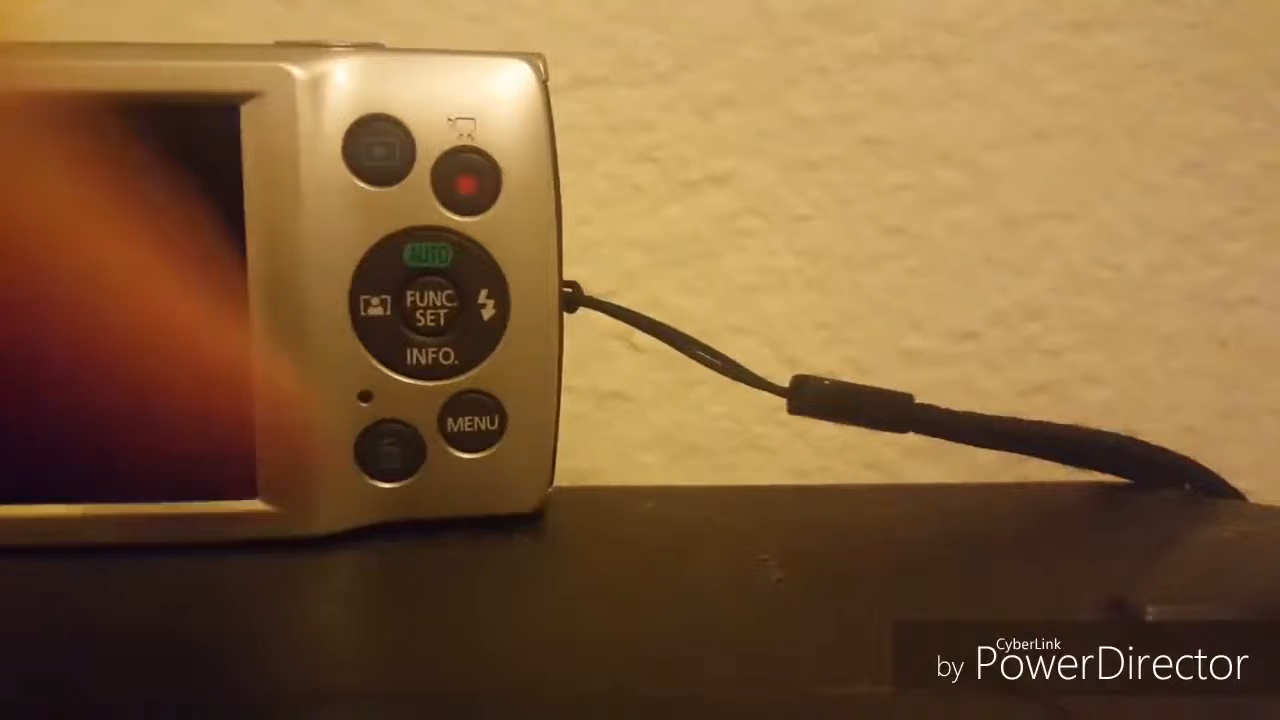 AUTO
FUNC.
SET
INFO.
MENU
CyberLink
by PowerDirector